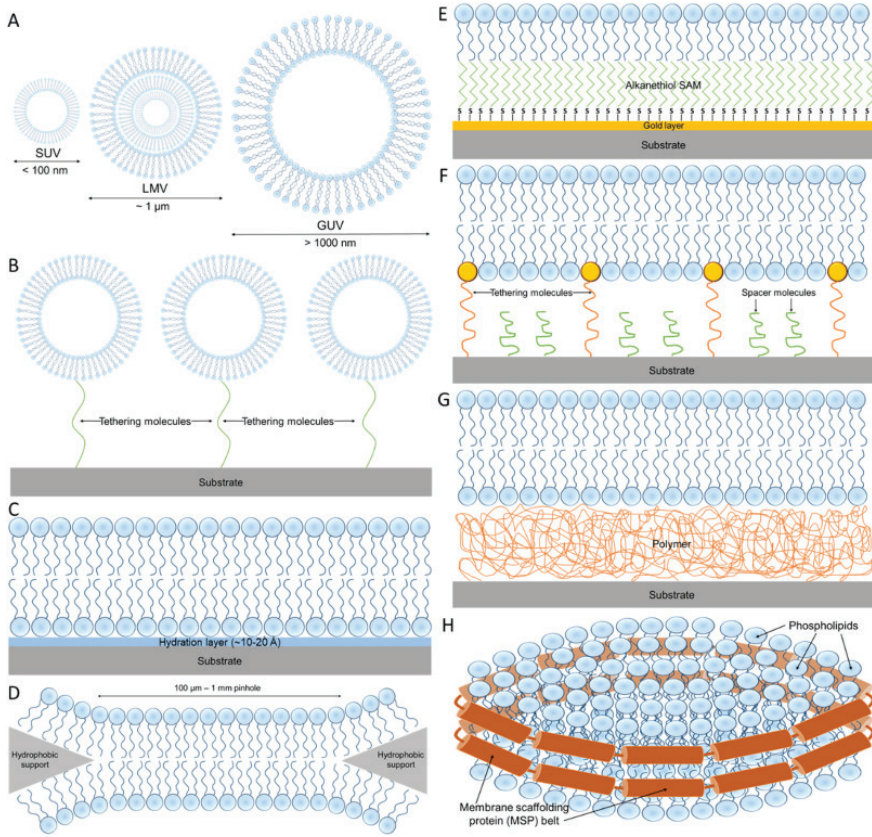 A
SUV
< 100 nm
LMV
~ 1 µm
GUV
> 1000 nm
B
Tethering molecules
Tethering molecules
Substrate
C
Hydration layer (~10-20 Å)
Substrate
D
100 µm – 1 mm pinhole
Hydrophobic
support
Hydrophobic
support
E
Alkanethiol SAM
S S S S S S S S S S S S S S S S S S S S S S S S S S S S S S S S S
Gold layer
Substrate
F
Tethering molecules
Spacer molecules
Substrate
G
Polymer
Substrate
H
Phospholipids
Membrane scaffolding
protein (MSP) belt